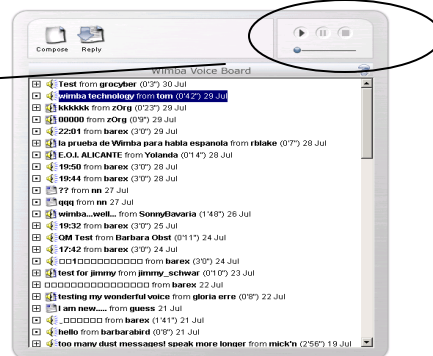 Compose Reply
Wimba Voice Board
Test from grocyber (0'3") 30 Jul
wimba technology from tom (0'42") 29 Jul
kkkkkk from zOrg (0'23") 29 Jul
00000 from zOrg (0'9") 29 Jul
22:01 from barex (3'0") 29 Jul
la prueba de Wimba para habla espanola from rblake (0'7") 28 Jul
E.O.I. ALICANTE from Yolanda (0'14") 28 Jul
19:50 from barex (3'0") 28 Jul
19:44 from barex (3'0") 28 Jul
?? from nn 27 Jul
qqq from nn 27 Jul
wimba...well... from SonnyBavaria (1'48") 26 Jul
19:32 from barex (3'0") 25 Jul
QM Test from Barbara Obst (0'11") 24 Jul
17:42 from barex (3'0") 24 Jul
□□1□□□□□□□□□□ from barex (3'0") 24 Jul
test for jimmy from jimmy_schwar (0'10") 23 Jul
□□□□□□□□□□□□□□ from barex 22 Jul
testing my wonderful voice from gloria erre (0'8") 22 Jul
I am new..... from guess 21 Jul
_□□□□□□ from barex (1'41") 21 Jul
hello from barbarabird (0'8") 21 Jul
too many dust messages! speak more longer from mick'n (2'56") 19 Jul